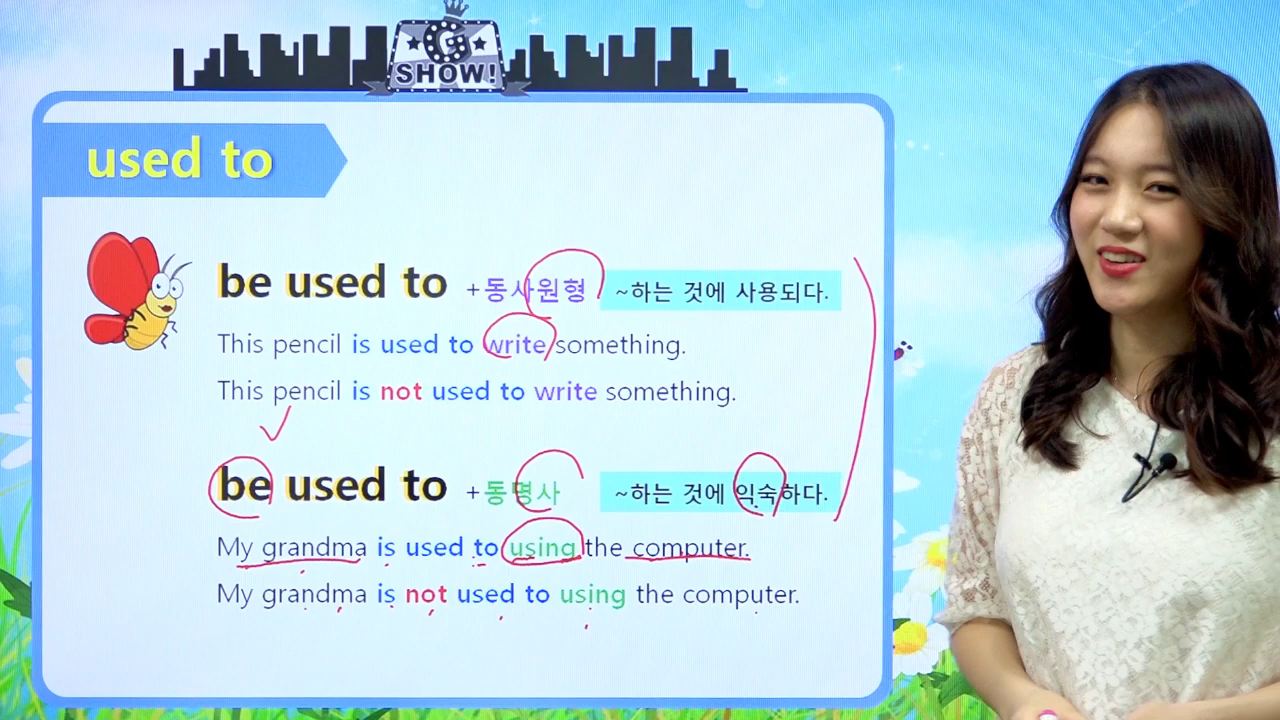 G
SHOW!
used to
be used to +동사원형 ~하는 것에 사용되다.
This pencil is used to write something.
This pencil is not used to write something.
be used to +동명사 ~하는 것에 익숙하다.
My grandma is used to using the computer.
My grandma is not used to using the computer.